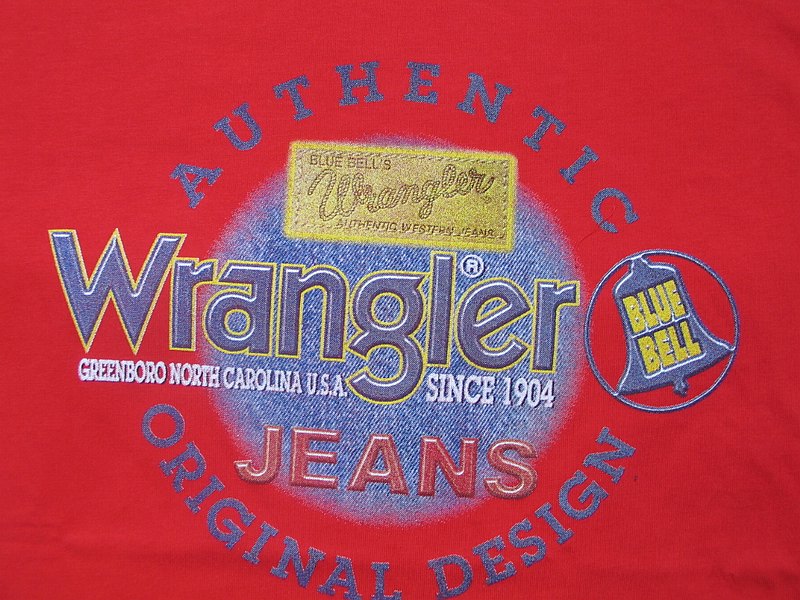 AUTHENTIC
BLUE BELL'S
Wrangler
AUTHENTIC WESTERN JEANS
Wrangler®
GREENBORO NORTH CAROLINA U.S.A.
SINCE 1904
BLUE
BELL
JEANS
ORIGINAL DESIGN